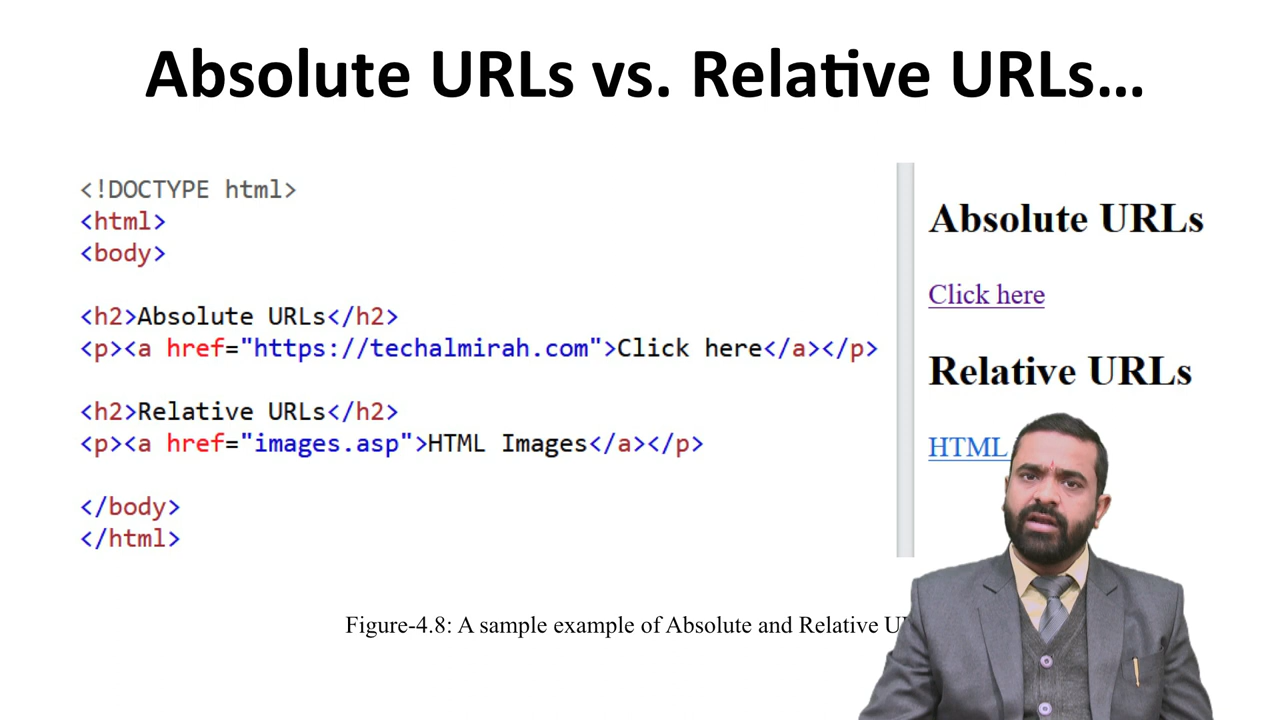 Absolute URLs vs. Relative URLs...
<!DOCTYPE html>
<html>
<body>
<h2>Absolute URLs</h2>
<p><a href="https://techalmirah.com">Click here</a></p>
<h2>Relative URLs</h2>
<p><a href="images.asp">HTML Images</a></p>
</body>
</html>
Absolute URLs
Click here
Relative URLs
HTML
Figure-4.8: A sample example of Absolute and Relative